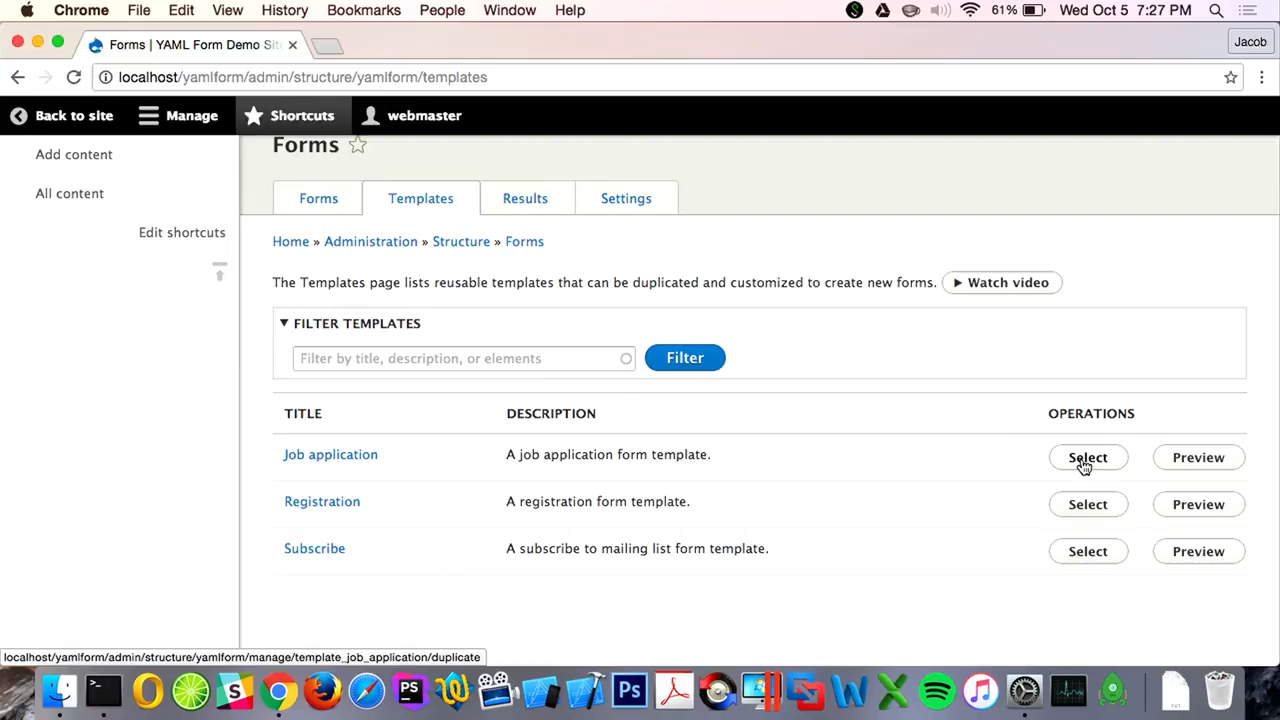 Chrome File Edit View History Bookmarks People Window Help 61% Wed Oct 5 7:27 PM
Forms | YAML Form Demo Sit Jacob
localhost/yamlform/admin/structure/yamlform/templates
Back to site Manage Shortcuts webmaster
Add content
All content
Edit shortcuts
Forms
Forms Templates Results Settings
Home » Administration » Structure » Forms
The Templates page lists reusable templates that can be duplicated and customized to create new forms. Watch video
FILTER TEMPLATES
Filter by title, description, or elements Filter
TITLE DESCRIPTION OPERATIONS
Job application A job application form template. Select Preview
Registration A registration form template. Select Preview
Subscribe A subscribe to mailing list form template. Select Preview
localhost/yamlform/admin/structure/yamlform/manage/template_job_application/duplicate